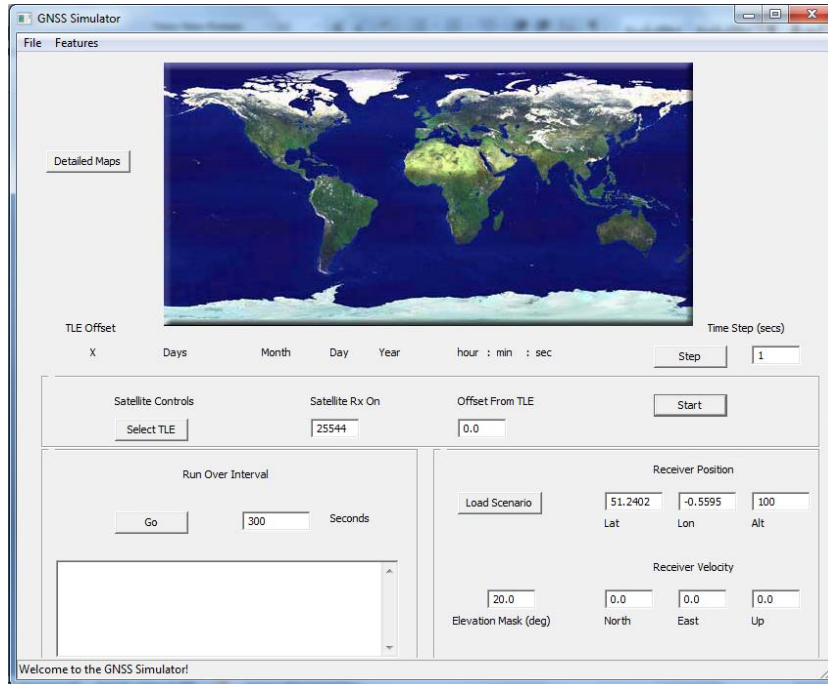 GNSS Simulator
File Features
Detailed Maps
TLE Offset
Time Step (secs)
X Days Month Day Year hour : min : sec
Step 1
Satellite Controls Satellite Rx On Offset From TLE
Start
Select TLE 25544 0.0
Run Over Interval
Go 300 Seconds
Receiver Position
Load Scenario 51.2402 -0.5595 100
Lat Lon Alt
Receiver Velocity
20.0 0.0 0.0 0.0
Elevation Mask (deg) North East Up
Welcome to the GNSS Simulator!